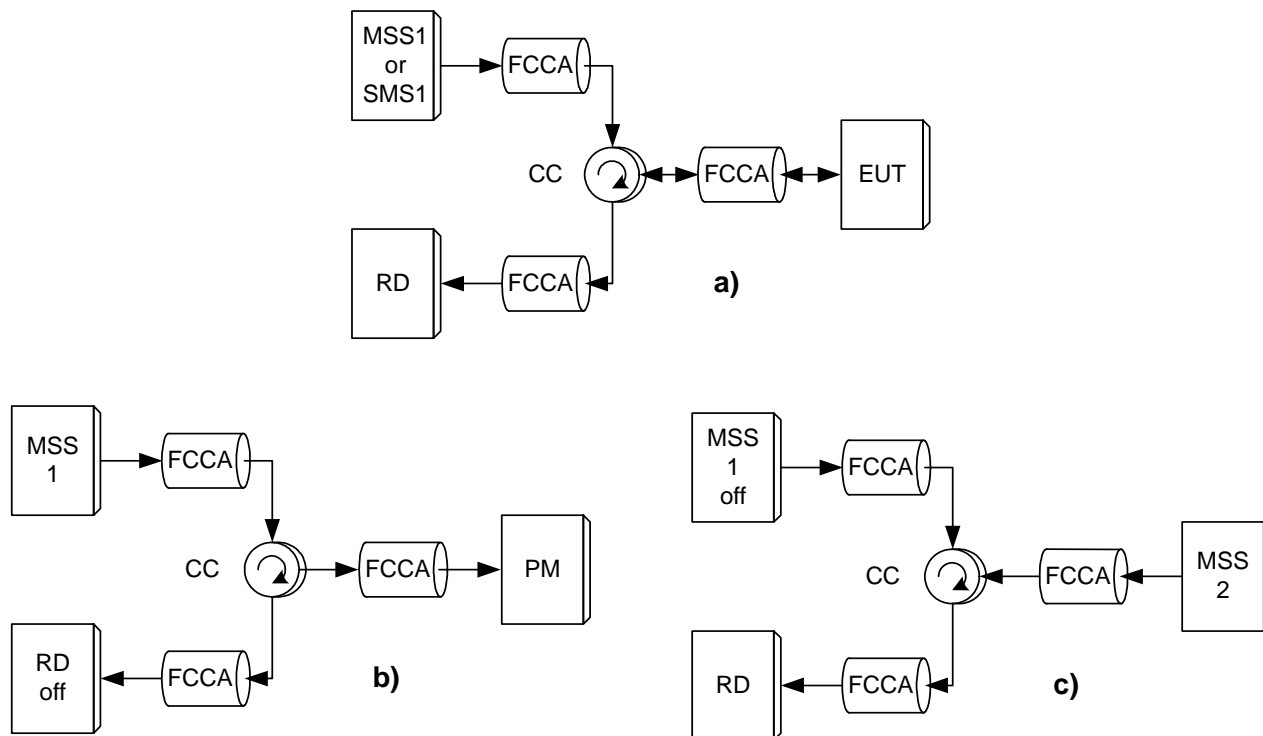 MSS1
or
SMS1
FCCA
CC
FCCA
EUT
RD
FCCA
a)
MSS
1
FCCA
CC
FCCA
PM
RD
off
FCCA
b)
MSS
1
off
FCCA
CC
FCCA
MSS
2
RD
FCCA
c)